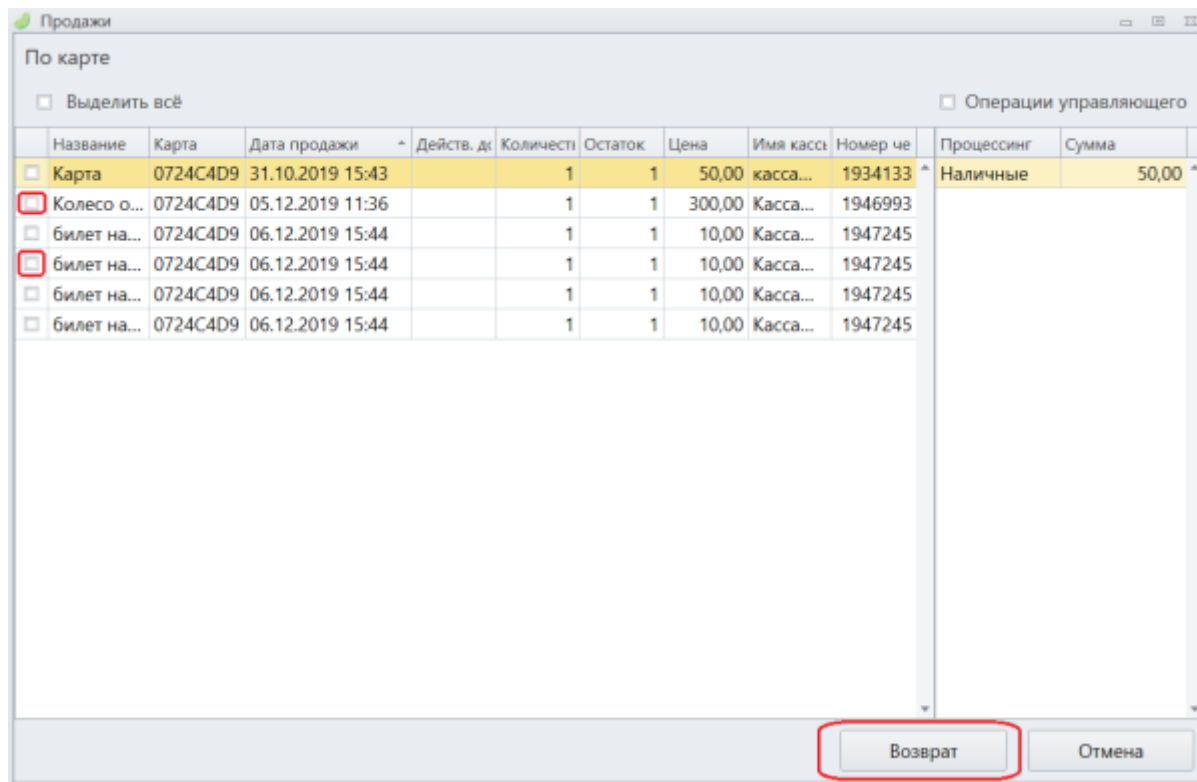 Продажи
По карте
Выделить всё Операции управляющего
Название Карта Дата продажи Действ. до Количест Остаток Цена Имя касс Номер че Процессинг Сумма
Карта 0724C4D9 31.10.2019 15:43 1 1 50,00 касса... 1934133 Наличные 50,00
Колесо о... 0724C4D9 05.12.2019 11:36 1 1 300,00 Касса... 1946993
билет на... 0724C4D9 06.12.2019 15:44 1 1 10,00 Касса... 1947245
билет на... 0724C4D9 06.12.2019 15:44 1 1 10,00 Касса... 1947245
билет на... 0724C4D9 06.12.2019 15:44 1 1 10,00 Касса... 1947245
билет на... 0724C4D9 06.12.2019 15:44 1 1 10,00 Касса... 1947245
Возврат Отмена